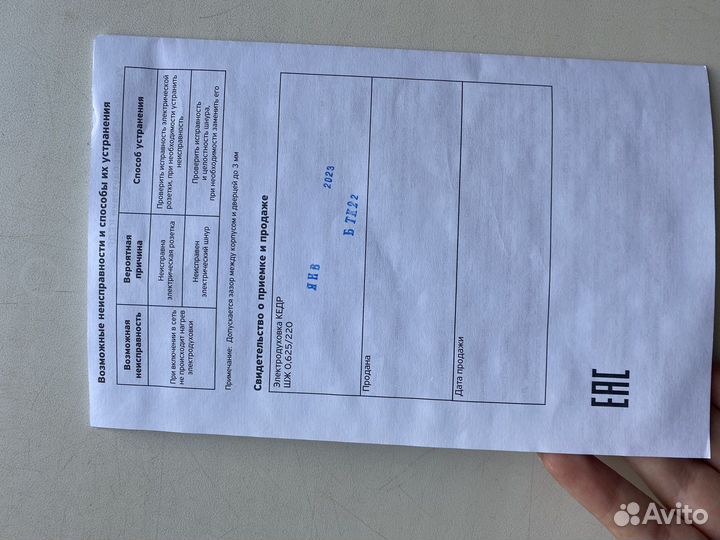 Возможные неисправности и способы их устранения
Возможная
неисправность
Вероятная
причина
Способ устранения
При включении в сеть
не происходит нагрев
электродуховки
Неисправна
электрическая розетка
Проверить исправность электрической
розетки, при необходимости устранить
неисправность
Неисправен
электрический шнур
Проверить исправность
и целостность шнура,
при необходимости заменить его
Примечание: Допускается зазор между корпусом и дверцей до 3 мм
Свидетельство о приемке и продаже
Электродуховка КЕДР
ШЖ 0,625/220
ЯНВ 2023
Б ТК22
Продана
Дата продажи
ЕАС
Avito